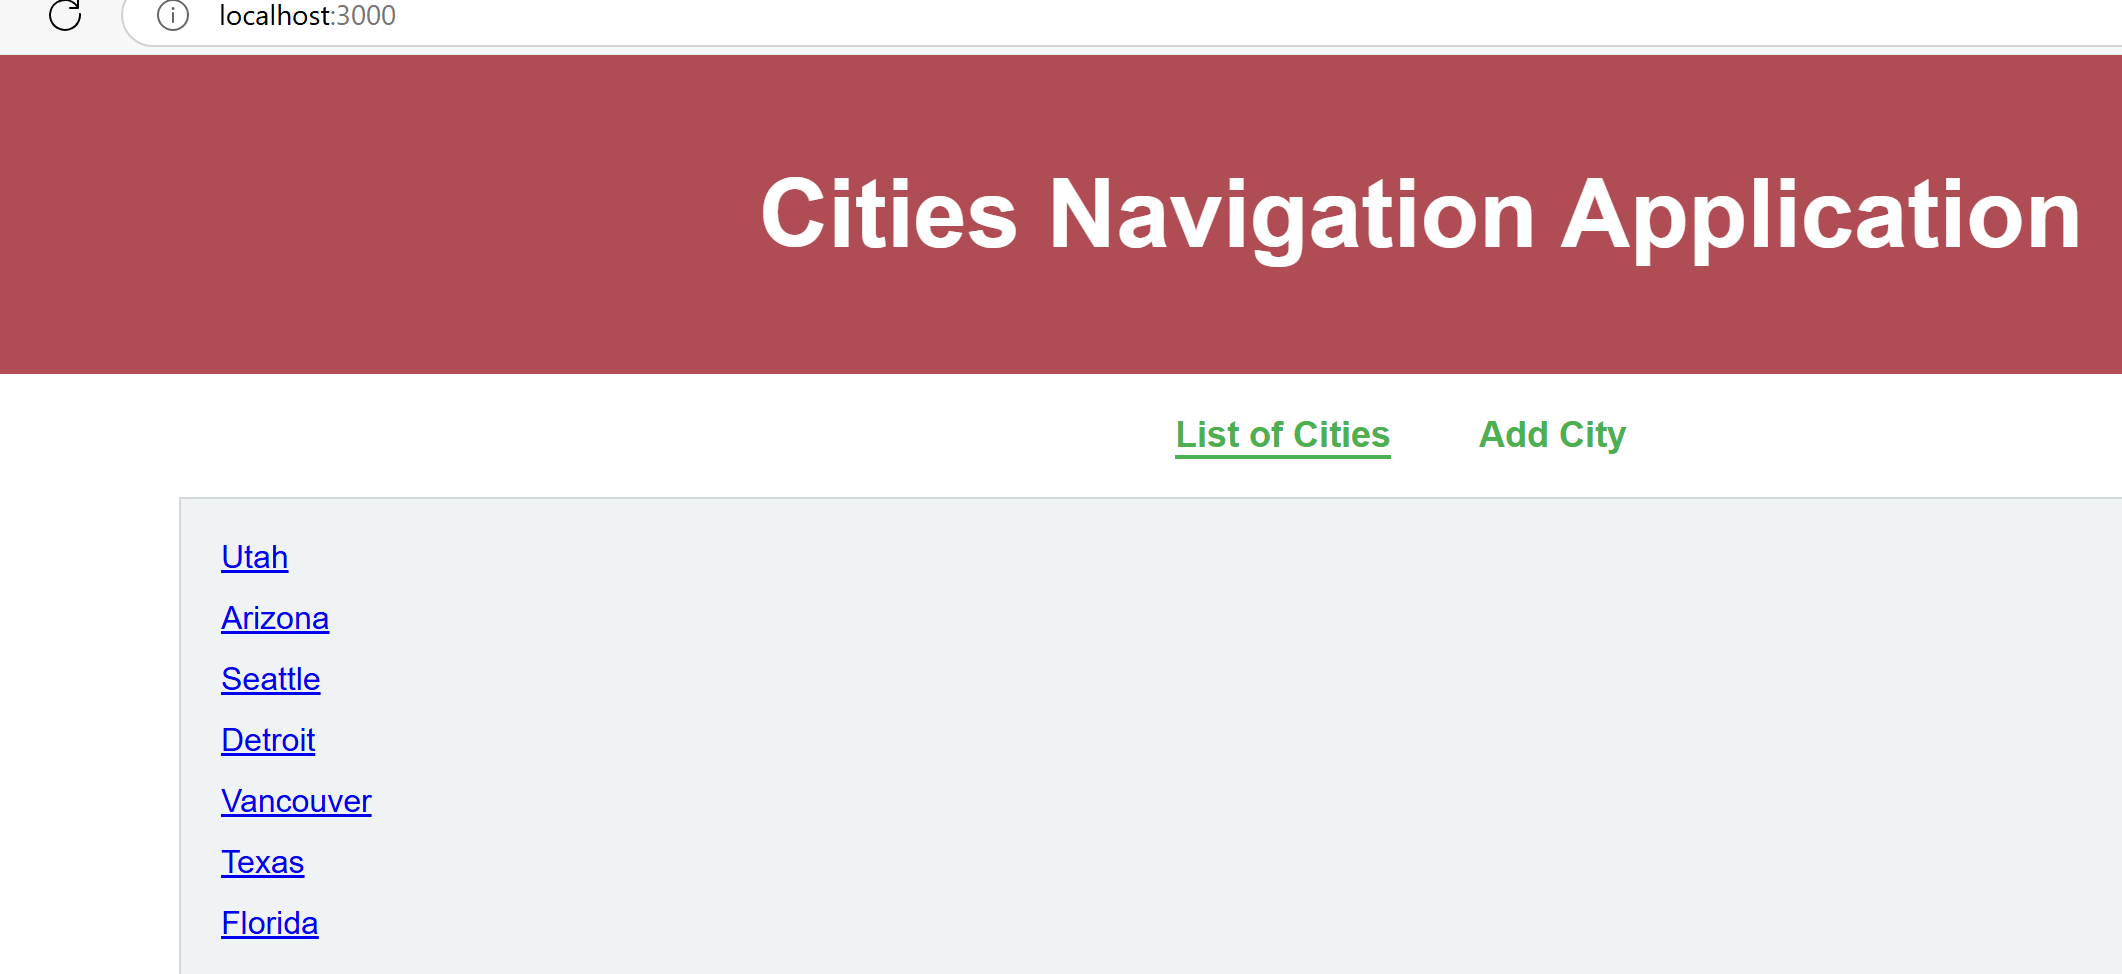 localhost:3000
Cities Navigation Application
List of Cities Add City
Utah
Arizona
Seattle
Detroit
Vancouver
Texas
Florida